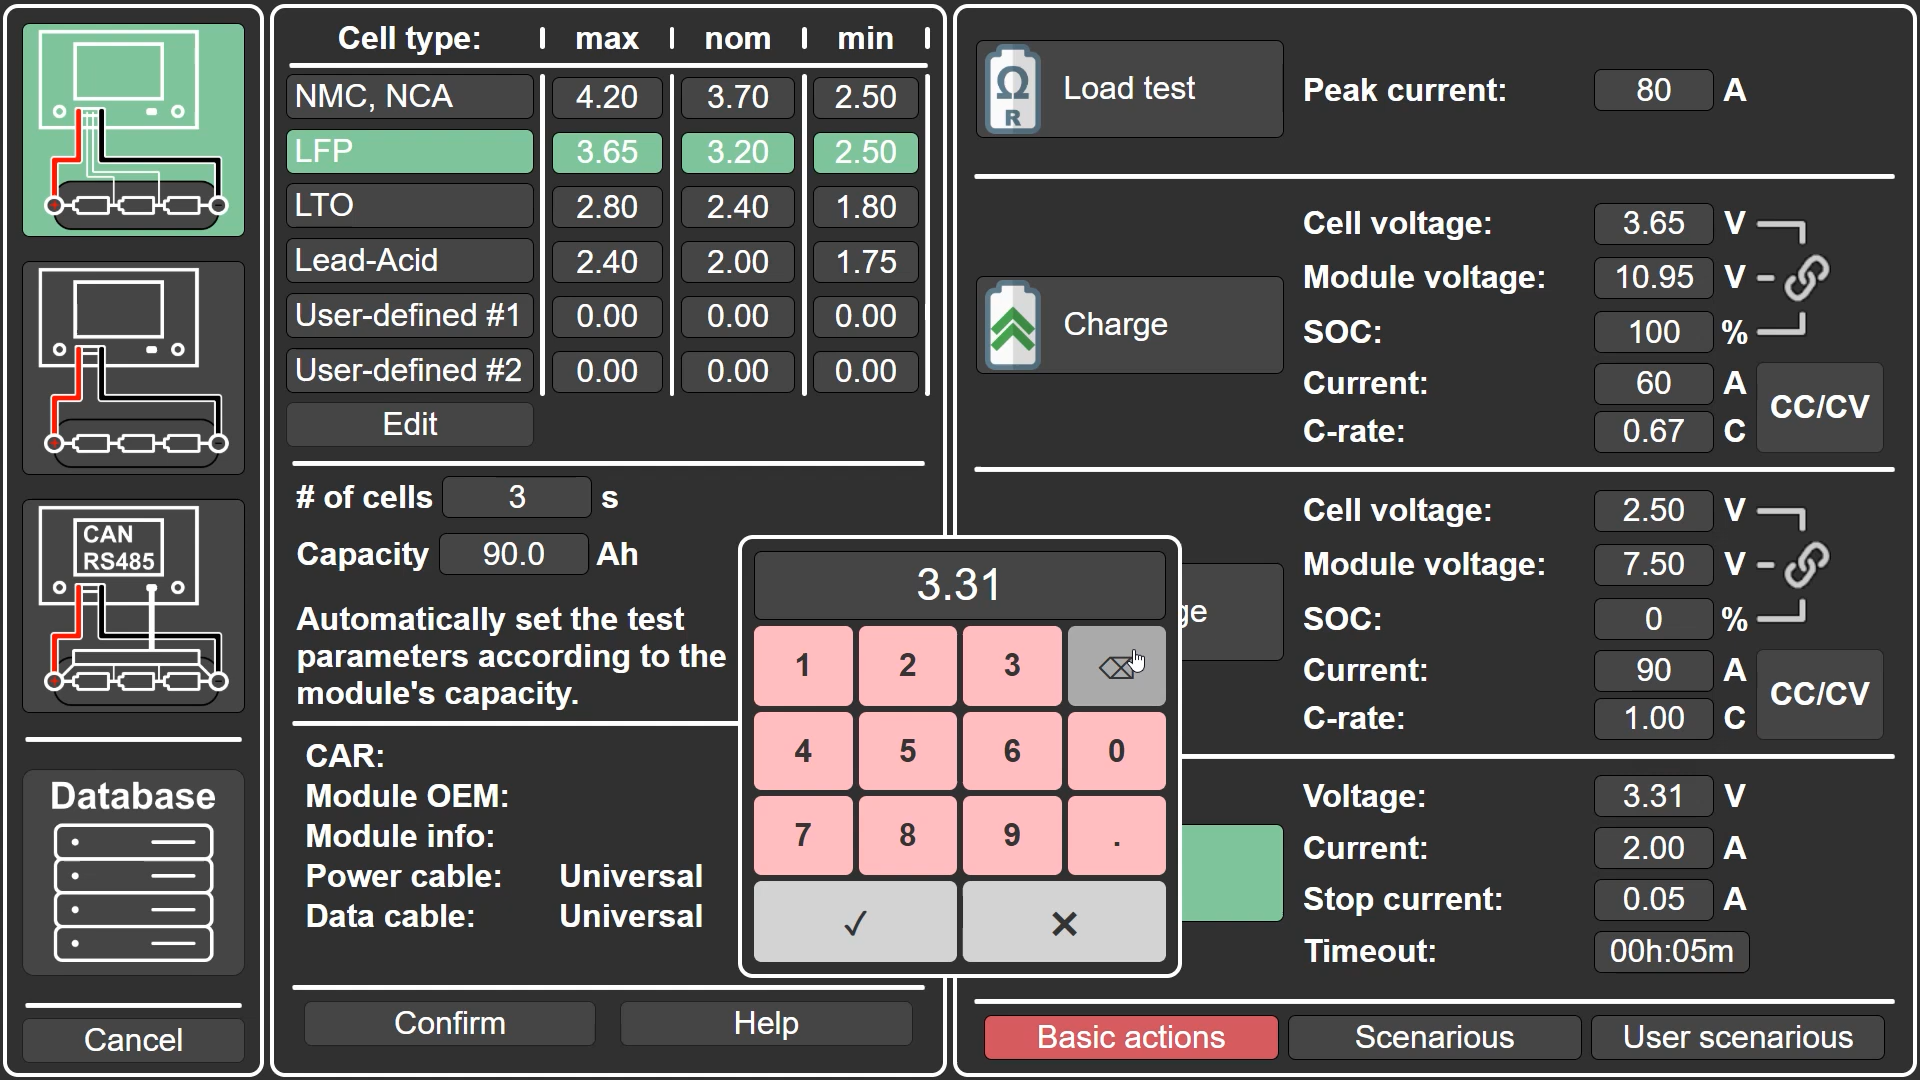 CAN
RS485
Database
Cancel
Cell type: max nom min
NMC, NCA 4.20 3.70 2.50
LFP 3.65 3.20 2.50
LTO 2.80 2.40 1.80
Lead-Acid 2.40 2.00 1.75
User-defined #1 0.00 0.00 0.00
User-defined #2 0.00 0.00 0.00
Edit
# of cells 3 s
Capacity 90.0 Ah
Automatically set the test
parameters according to the
module's capacity.
CAR:
Module OEM:
Module info:
Power cable: Universal
Data cable: Universal
Confirm Help
3.31
1 2 3 ⌫
4 5 6 0
7 8 9 .
✓ ✕
Ω
R
Load test
Peak current: 80 A
Charge
Cell voltage: 3.65 V
Module voltage: 10.95 V
SOC: 100 %
Current: 60 A
C-rate: 0.67 C
CC/CV
ge
Cell voltage: 2.50 V
Module voltage: 7.50 V
SOC: 0 %
Current: 90 A
C-rate: 1.00 C
CC/CV
Voltage: 3.31 V
Current: 2.00 A
Stop current: 0.05 A
Timeout: 00h:05m
Basic actions Scenarious User scenarious